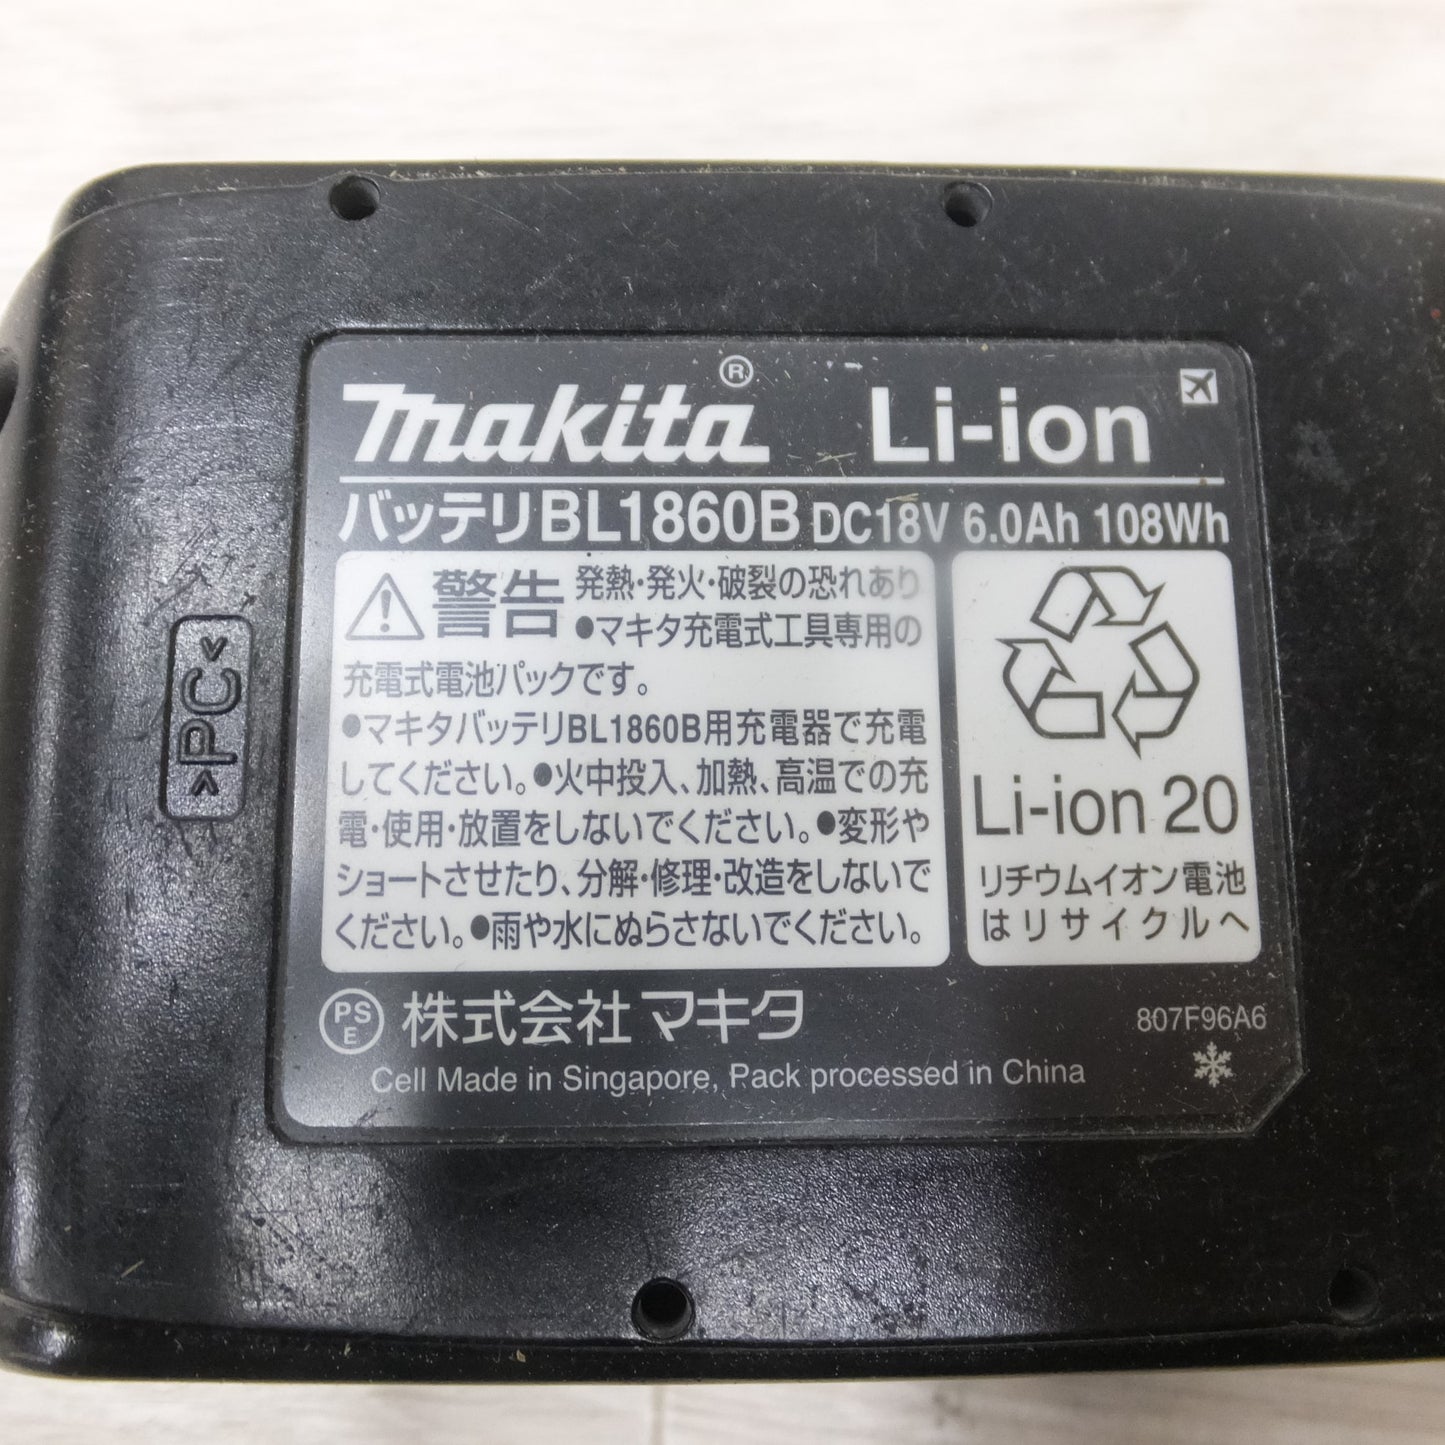 makita® Li-ion
バッテリBL1860B DC18V 6.0Ah 108Wh
警告 発熱・発火・破裂の恐れあり
●マキタ充電式工具専用の
充電式電池パックです。
●マキタバッテリBL1860B用充電器で充電
してください。●火中投入、加熱、高温での充
電・使用・放置をしないでください。●変形や
ショートさせたり、分解・修理・改造をしないで
ください。●雨や水にぬらさないでください。
Li-ion 20
リチウムイオン電池
はリサイクルへ
PSE 株式会社マキタ
807F96A6
Cell Made in Singapore, Pack processed in China
>PC<